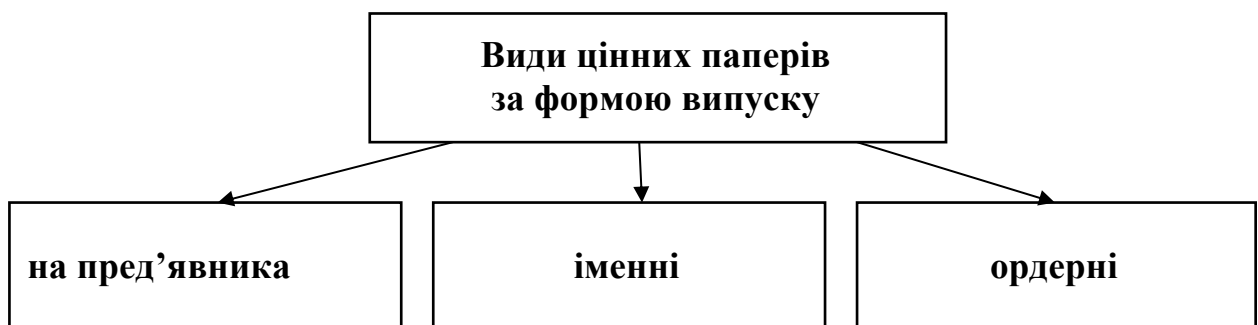 Види цінних паперів
за формою випуску
на пред’явника
іменні
ордерні